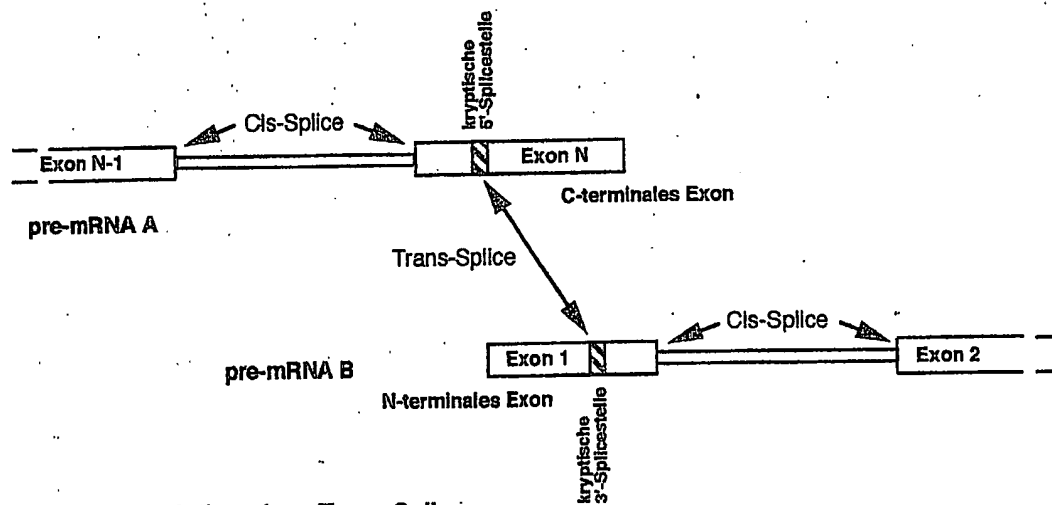 kryptische
5'-Splicestelle
Cis-Splice
Exon N-1
Exon N
C-terminales Exon
pre-mRNA A
Trans-Splice
Cis-Splice
Exon 1
Exon 2
pre-mRNA B
N-terminales Exon
kryptische
3'-Splicestelle